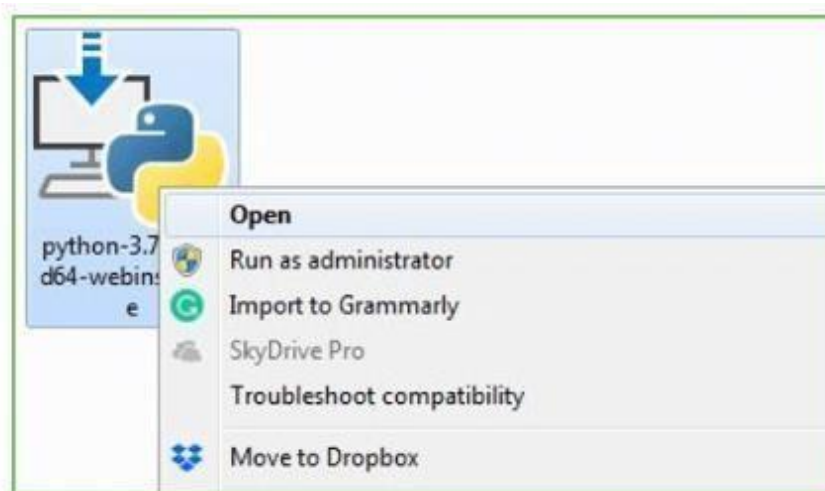 Open
python-3.7
Run as administrator
d64-webins
e
Import to Grammarly
SkyDrive Pro
Troubleshoot compatibility
Move to Dropbox